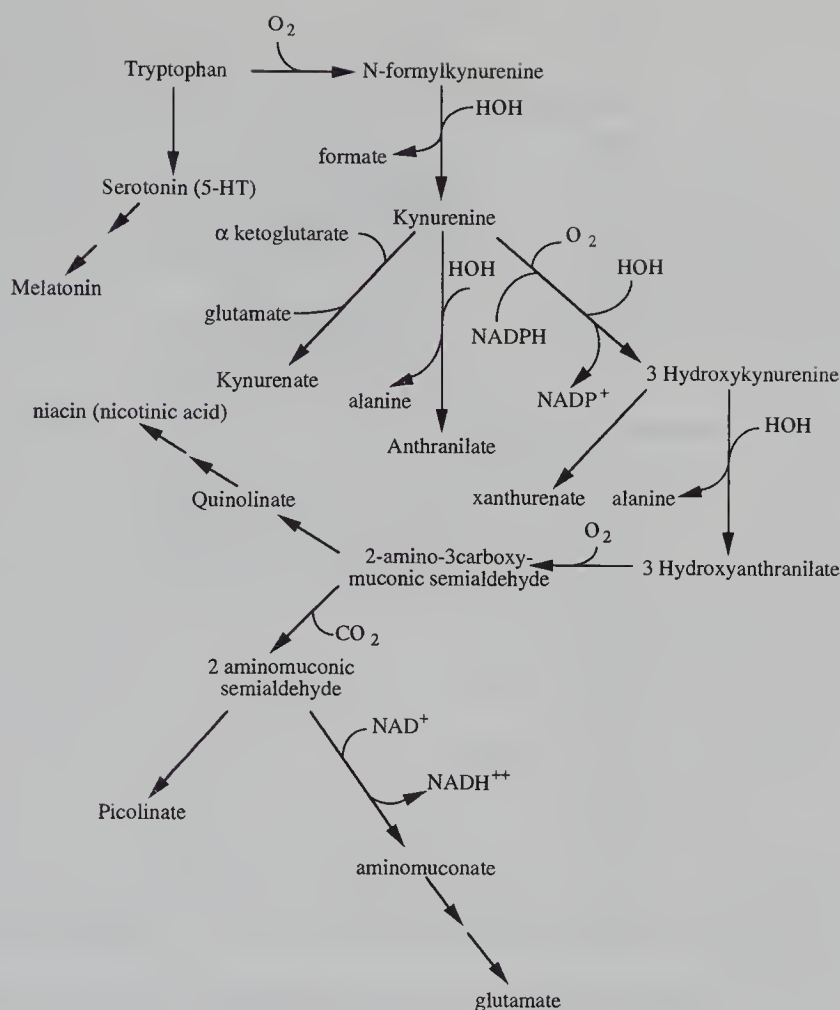 O₂
Tryptophan
N-formylkynurenine
HOH
formate
Serotonin (5-HT)
Kynurenine
α ketoglutarate
O₂
HOH
HOH
Melatonin
glutamate
NADPH
Kynurenate
alanine
NADP⁺
3 Hydroxykynurenine
niacin (nicotinic acid)
HOH
Anthranilate
Quinolinate
xanthurenate
alanine
O₂
2-amino-3carboxy-
muconic semialdehyde
3 Hydroxyanthranilate
CO₂
2 aminomuconic
semialdehyde
NAD⁺
NADH⁺⁺
Picolinate
aminomuconate
glutamate